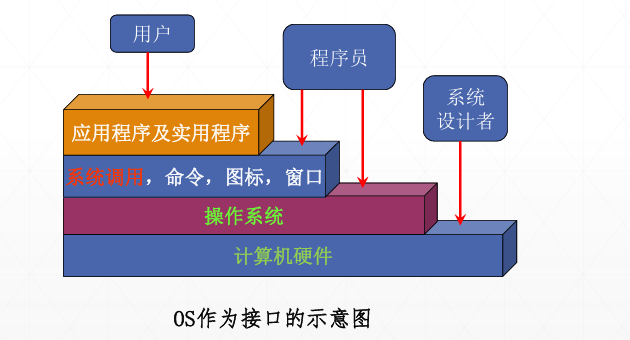 用户
程序员
系统
设计者
应用程序及实用程序
系统调用，命令，图标，窗口
操作系统
计算机硬件
OS作为接口的示意图